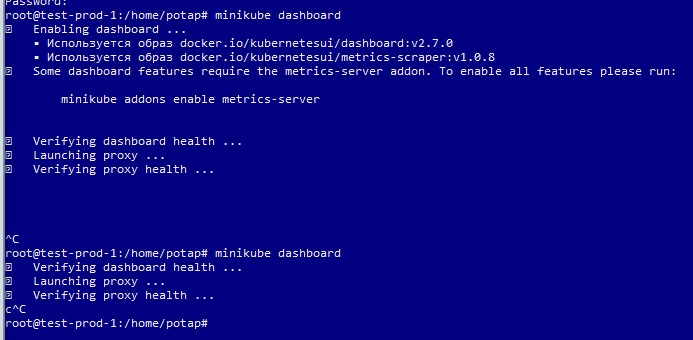 Password:
root@test-prod-1:/home/potap# minikube dashboard
Enabling dashboard ...
▪ Используется образ docker.io/kubernetesui/dashboard:v2.7.0
▪ Используется образ docker.io/kubernetesui/metrics-scraper:v1.0.8
Some dashboard features require the metrics-server addon. To enable all features please run:
minikube addons enable metrics-server
Verifying dashboard health ...
Launching proxy ...
Verifying proxy health ...
^C
root@test-prod-1:/home/potap# minikube dashboard
Verifying dashboard health ...
Launching proxy ...
Verifying proxy health ...
c^C
root@test-prod-1:/home/potap#